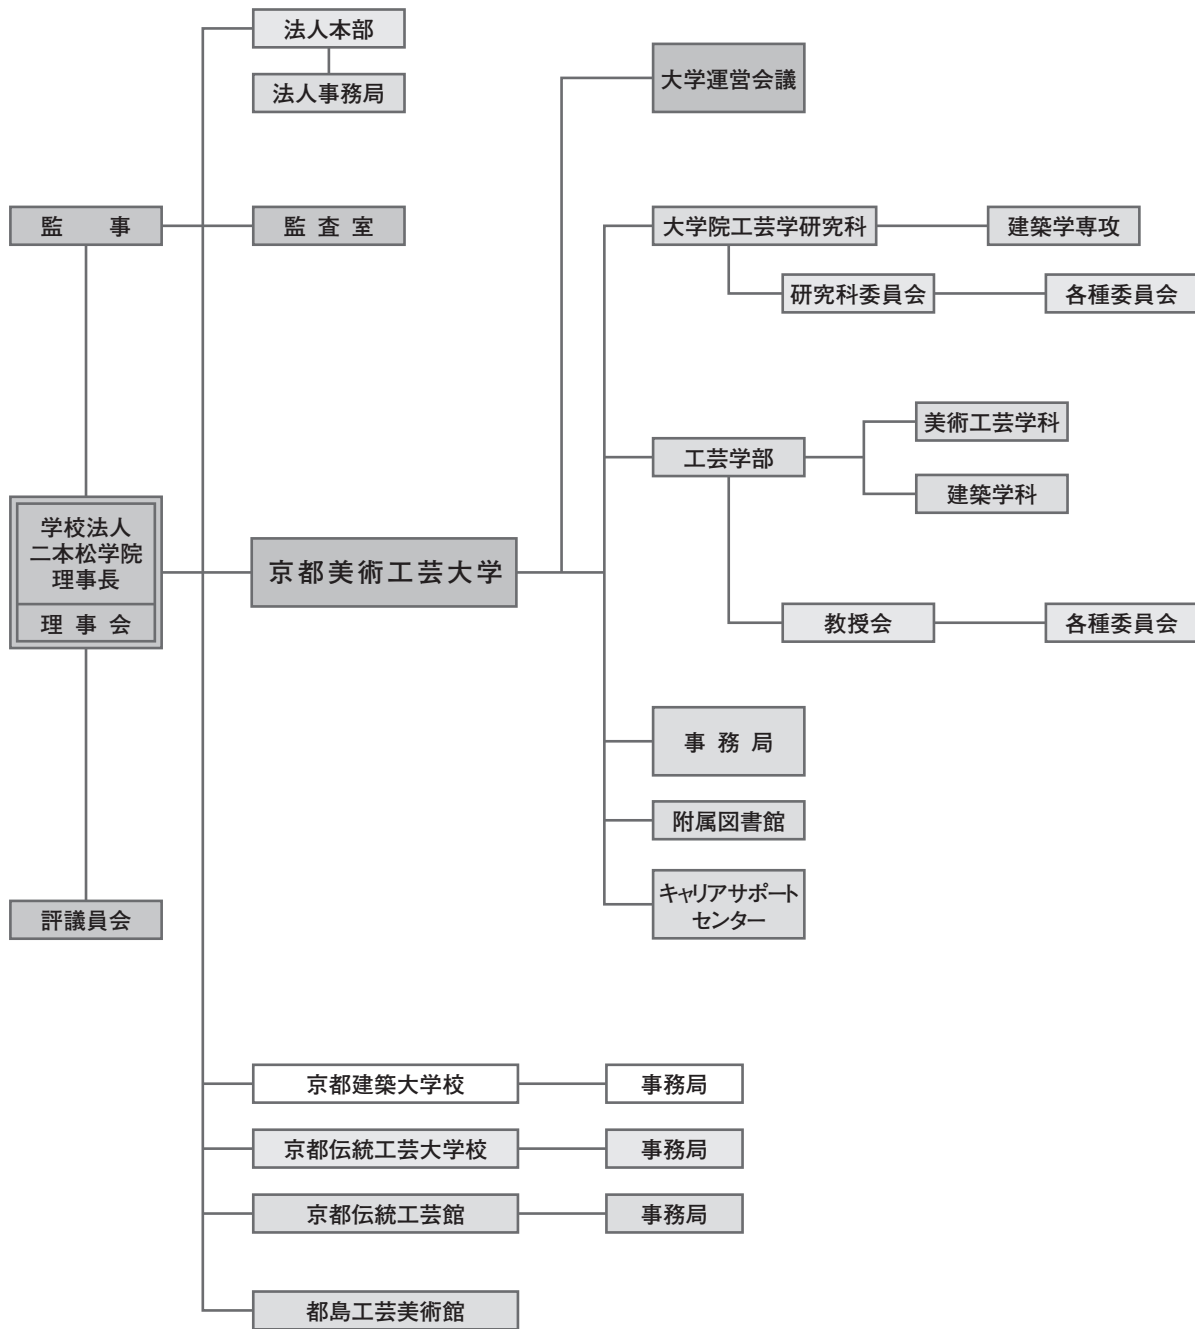 法人本部
法人事務局
大学運営会議
監事
監査室
大学院工芸学研究科
建築学専攻
研究科委員会
各種委員会
美術工芸学科
工芸学部
建築学科
学校法人
二本松学院
理事長
理事会
京都美術工芸大学
教授会
各種委員会
事務局
附属図書館
キャリアサポート
センター
評議員会
京都建築大学校
事務局
京都伝統工芸大学校
事務局
京都伝統工芸館
事務局
都島工芸美術館